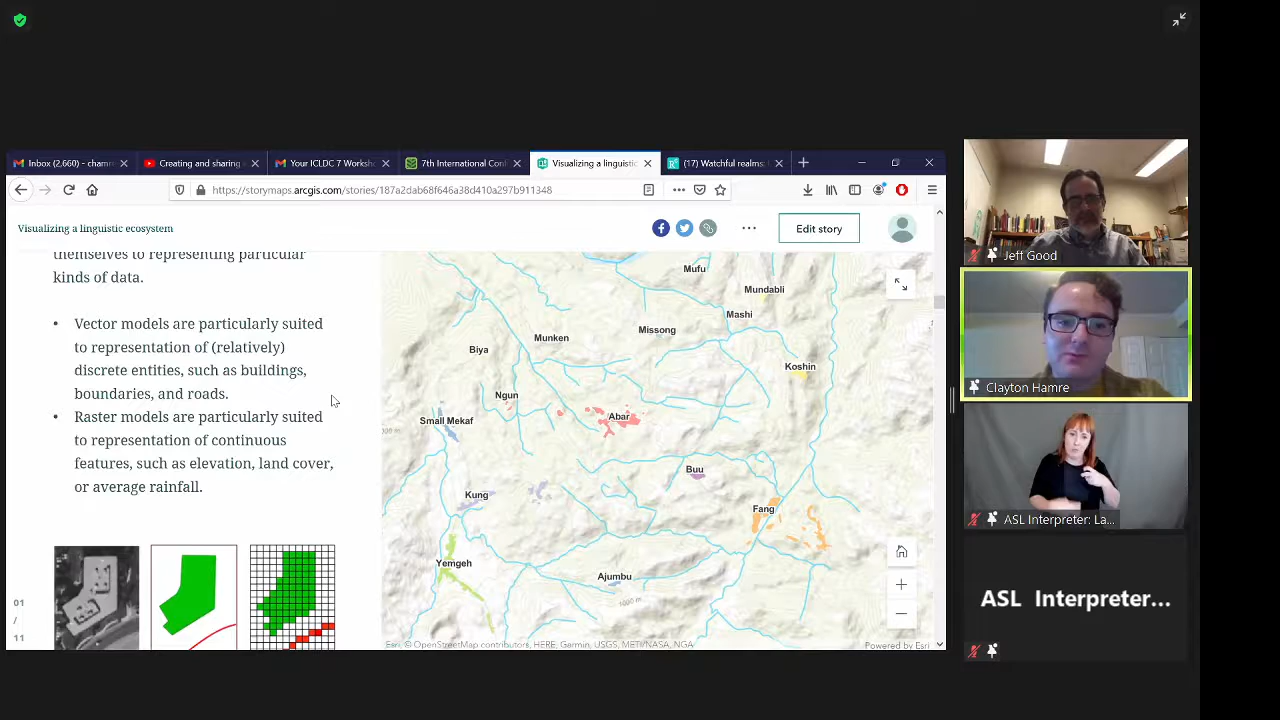 Inbox (2,660) - chamr
Creating and sharing
Your ICLDC 7 Worksho
7th International Conf
Visualizing a linguistic
(17) Watchful realms:
https://storymaps.arcgis.com/stories/187a2dab68f646a38d410a297b911348
Visualizing a linguistic ecosystem
Edit story
themselves to representing particular
kinds of data.
• Vector models are particularly suited
to representation of (relatively)
discrete entities, such as buildings,
boundaries, and roads.
• Raster models are particularly suited
to representation of continuous
features, such as elevation, land cover,
or average rainfall.
01
/
11
Mufu
Mundabli
Mashi
Missong
Munken
Biya
Koshin
Ngun
Abar
Small Mekaf
Buu
Kung
Fang
Yemgeh
Ajumbu
1000 m
Esri, © OpenStreetMap contributors, HERE, Garmin, USGS, METI/NASA, NGA
Powered by Esri
Jeff Good
Clayton Hamre
ASL Interpreter: La...
ASL Interpreter...